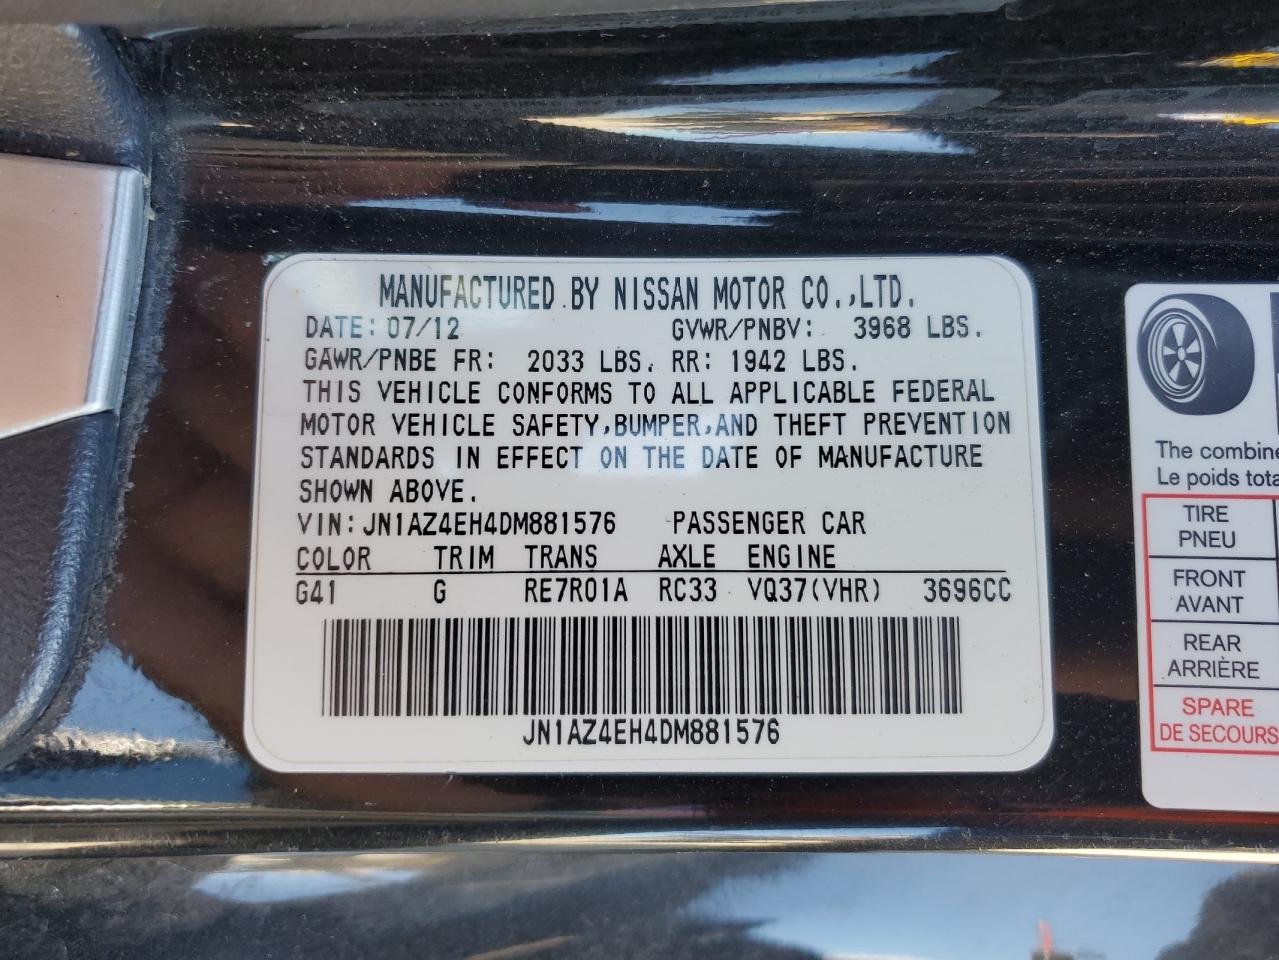 MANUFACTURED BY NISSAN MOTOR CO.,LTD.
DATE: 07/12 GVWR/PNBV: 3968 LBS.
GAWR/PNBE FR: 2033 LBS. RR: 1942 LBS.
THIS VEHICLE CONFORMS TO ALL APPLICABLE FEDERAL
MOTOR VEHICLE SAFETY,BUMPER,AND THEFT PREVENTION
STANDARDS IN EFFECT ON THE DATE OF MANUFACTURE
SHOWN ABOVE.
VIN: JN1AZ4EH4DM881576 PASSENGER CAR
COLOR TRIM TRANS AXLE ENGINE
G41 G RE7R01A RC33 VQ37(VHR) 3696CC
JN1AZ4EH4DM881576
The combine
Le poids tota
TIRE
PNEU
FRONT
AVANT
REAR
ARRIÈRE
SPARE
DE SECOURS